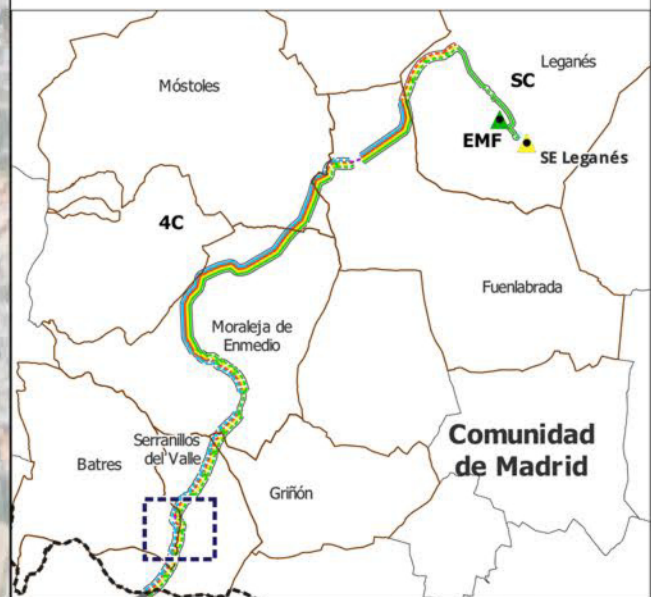 Leganés
SC
Móstoles
EMF
SE Leganés
4C
Fuenlabrada
Moraleja de
Enmedio
Comunidad
de Madrid
Serranillos
del Valle
Batres
Griñón